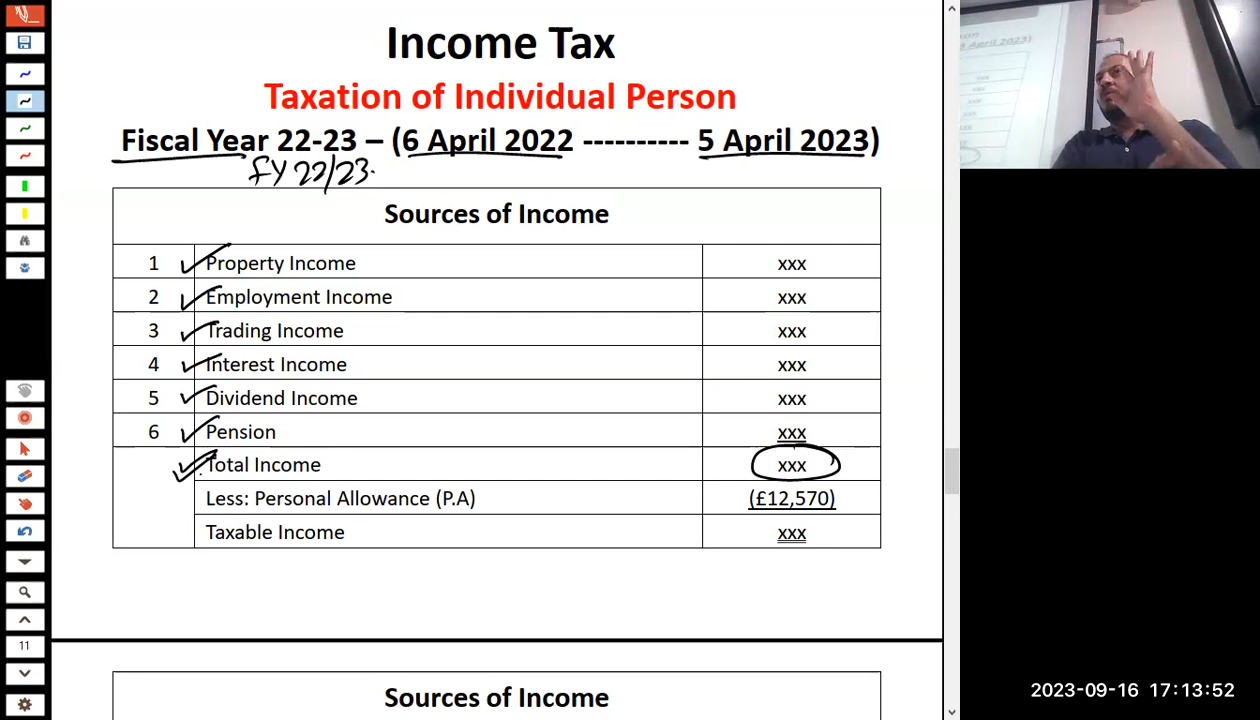 Income Tax
Taxation of Individual Person
Fiscal Year 22-23 – (6 April 2022 ---------- 5 April 2023)
FY 22/23.
Sources of Income
1 Property Income xxx
2 Employment Income xxx
3 Trading Income xxx
4 Interest Income xxx
5 Dividend Income xxx
6 Pension xxx
Total Income xxx
Less: Personal Allowance (P.A) (£12,570)
Taxable Income xxx
Sources of Income
11
2023-09-16 17:13:52